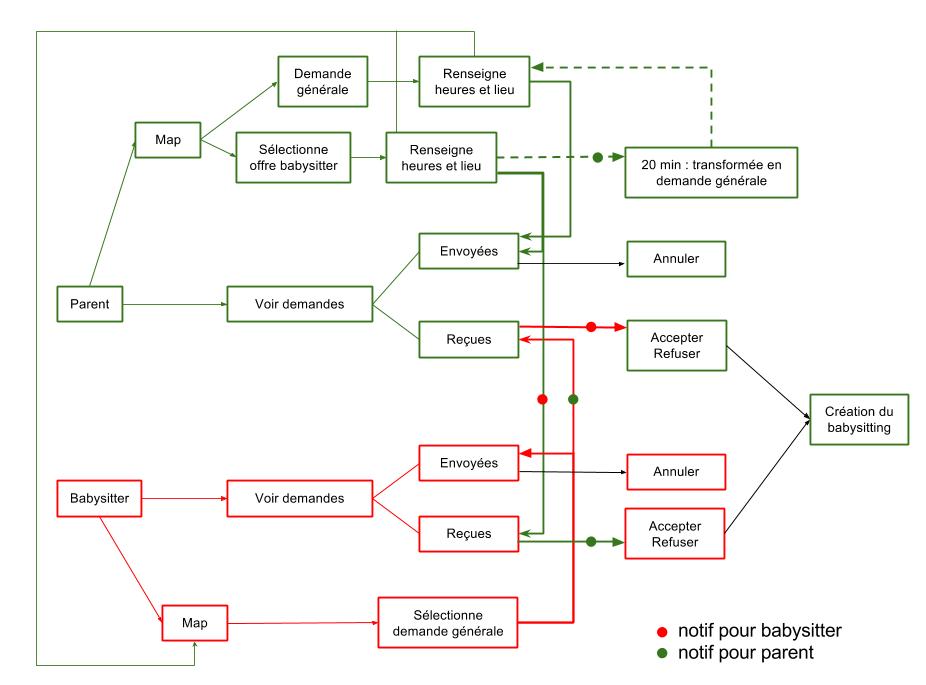 Demande
générale
Renseigne
heures et lieu
Map
Sélectionne
offre babysitter
Renseigne
heures et lieu
20 min : transformée en
demande générale
Envoyées
Annuler
Parent
Voir demandes
Reçues
Accepter
Refuser
Création du
babysitting
Envoyées
Annuler
Babysitter
Voir demandes
Reçues
Accepter
Refuser
Map
Sélectionne
demande générale
notif pour babysitter
notif pour parent